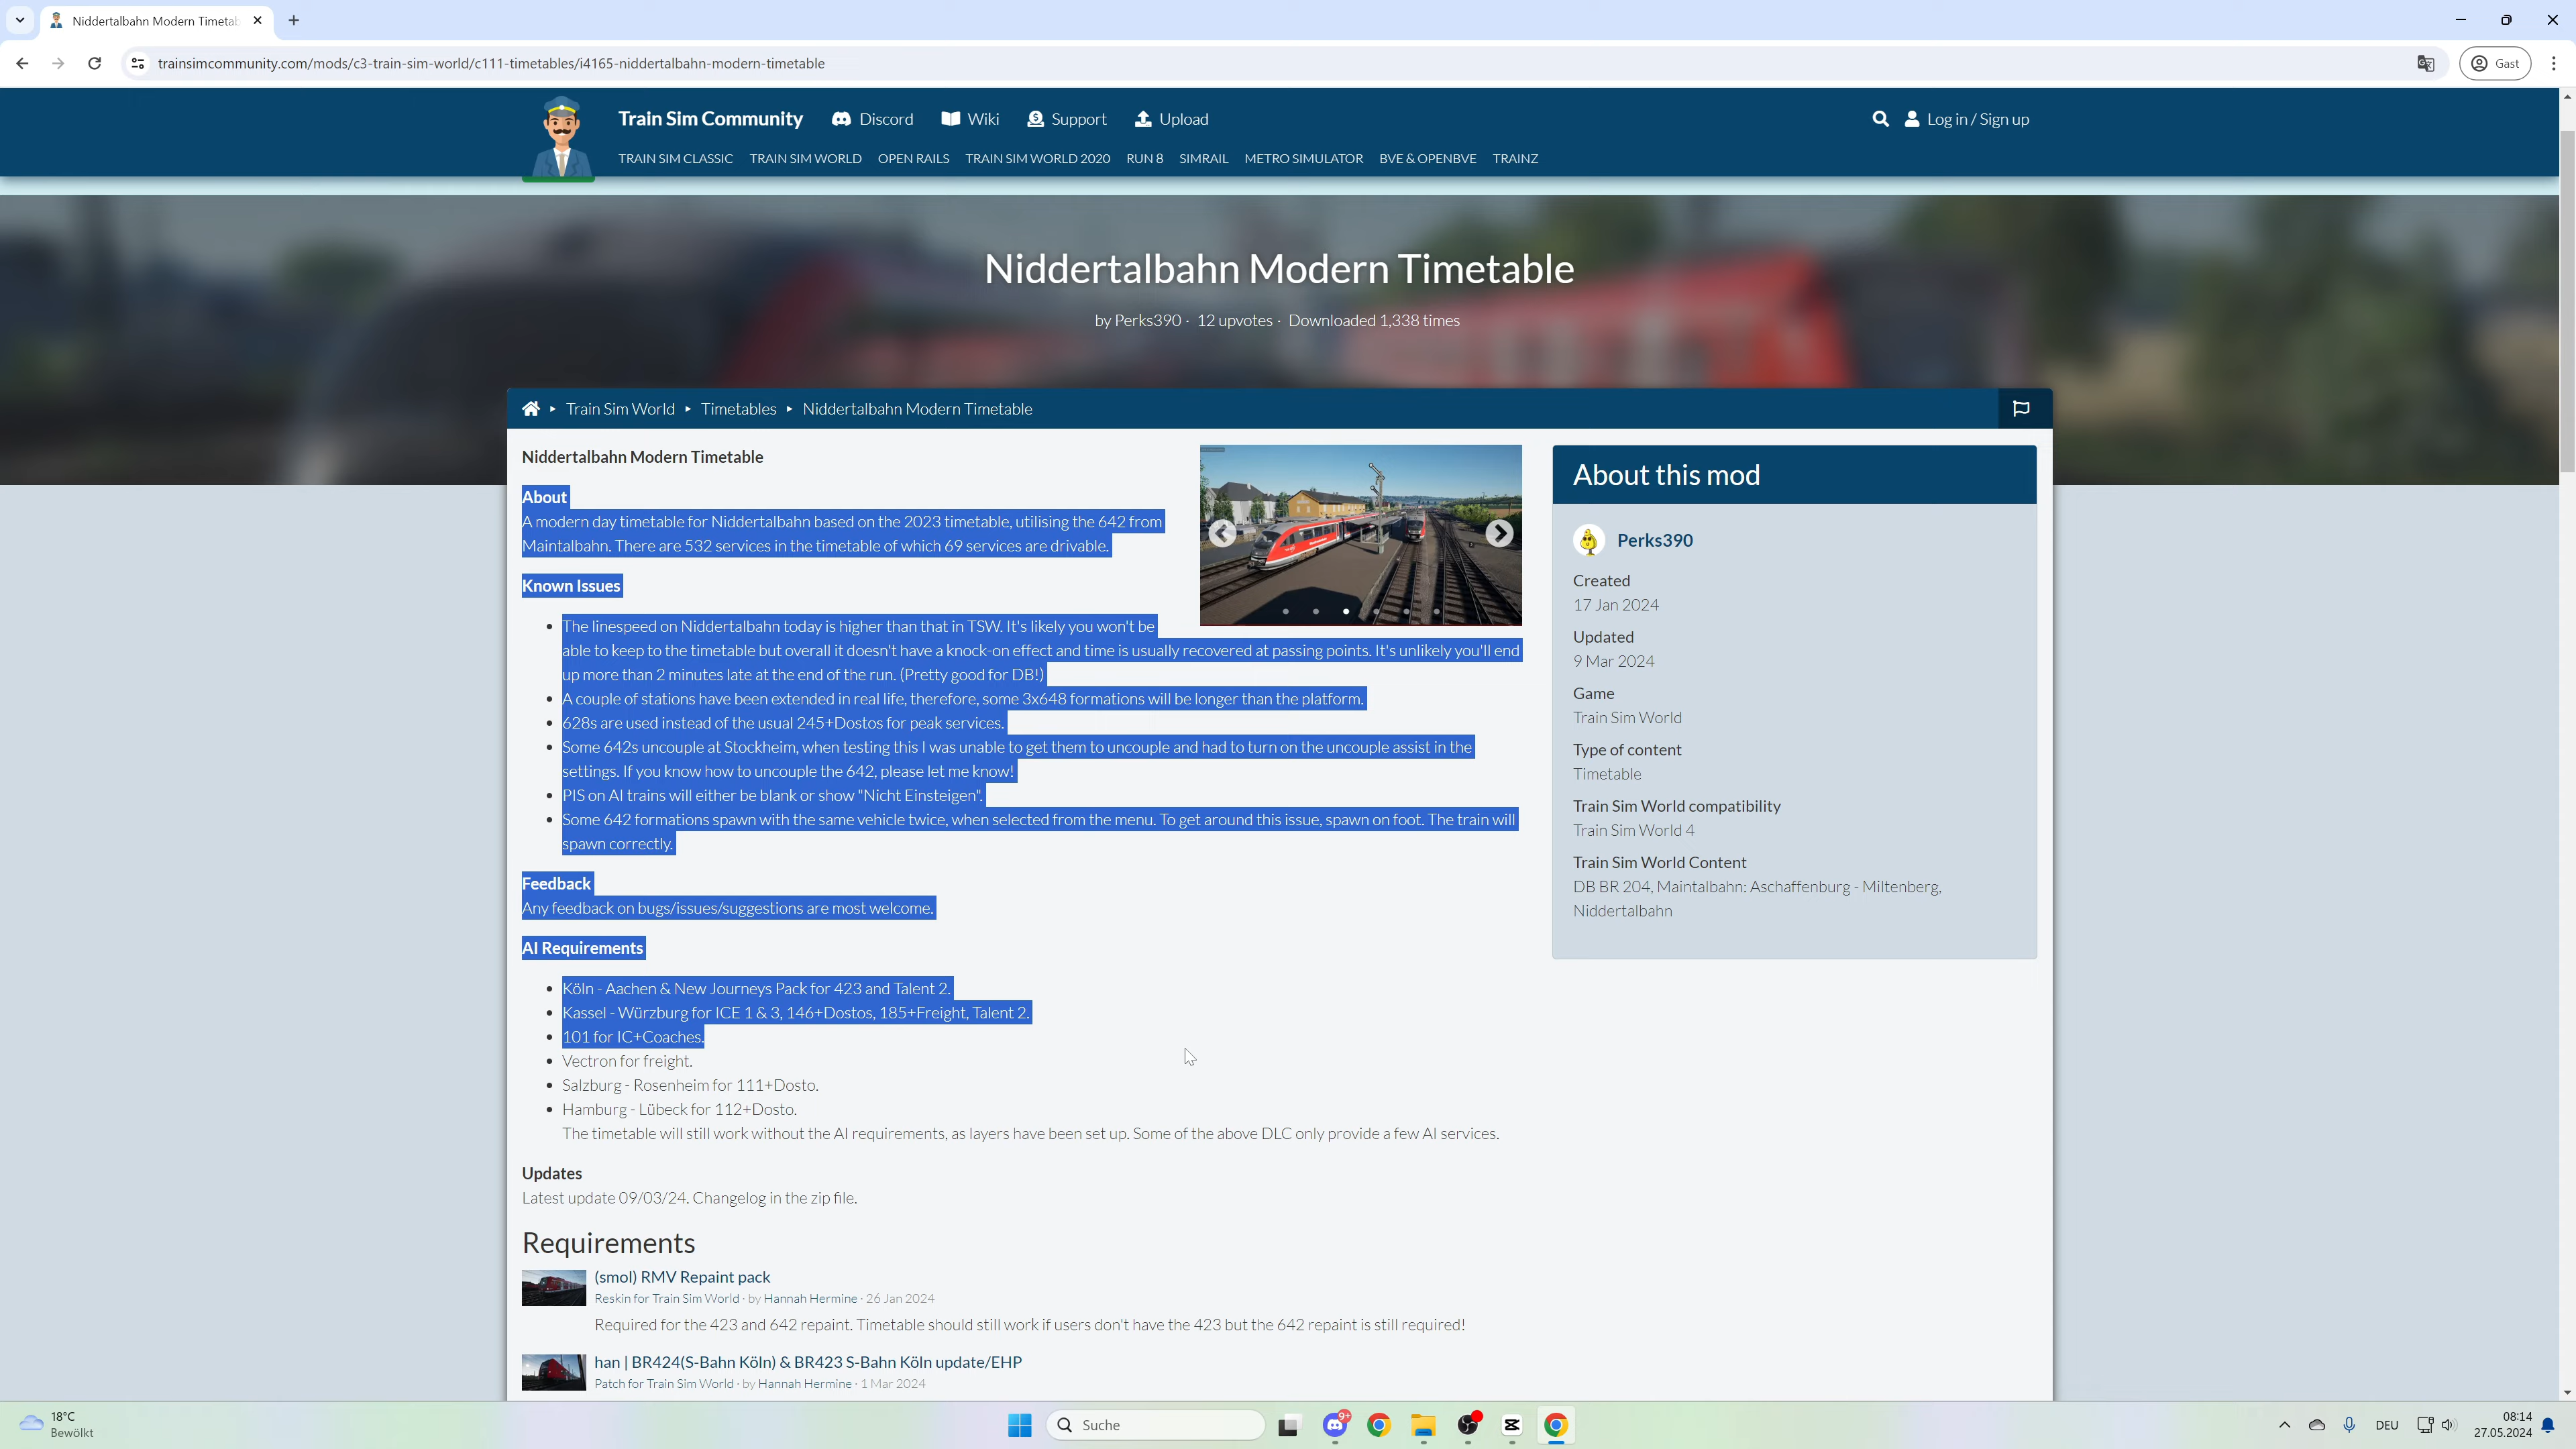 Niddertalbahn Modern Timetab
trainsimcommunity.com/mods/c3-train-sim-world/c111-timetables/i4165-niddertalbahn-modern-timetable
Gast
Train Sim Community
Discord
Wiki
Support
Upload
Log in / Sign up
TRAIN SIM CLASSIC
TRAIN SIM WORLD
OPEN RAILS
TRAIN SIM WORLD 2020
RUN 8
SIMRAIL
METRO SIMULATOR
BVE & OPENBVE
TRAINZ
Niddertalbahn Modern Timetable
by Perks390 · 12 upvotes · Downloaded 1,338 times
Train Sim World
Timetables
Niddertalbahn Modern Timetable
Niddertalbahn Modern Timetable
About
A modern day timetable for Niddertalbahn based on the 2023 timetable, utilising the 642 from
Maintalbahn. There are 532 services in the timetable of which 69 services are drivable.
Known Issues
The linespeed on Niddertalbahn today is higher than that in TSW. It's likely you won't be
able to keep to the timetable but overall it doesn't have a knock-on effect and time is usually recovered at passing points. It's unlikely you'll end
up more than 2 minutes late at the end of the run. (Pretty good for DB!)
A couple of stations have been extended in real life, therefore, some 3x648 formations will be longer than the platform.
628s are used instead of the usual 245+Dostos for peak services.
Some 642s uncouple at Stockheim, when testing this I was unable to get them to uncouple and had to turn on the uncouple assist in the
settings. If you know how to uncouple the 642, please let me know!
PIS on AI trains will either be blank or show "Nicht Einsteigen".
Some 642 formations spawn with the same vehicle twice, when selected from the menu. To get around this issue, spawn on foot. The train will
spawn correctly.
Feedback
Any feedback on bugs/issues/suggestions are most welcome.
AI Requirements
Köln - Aachen & New Journeys Pack for 423 and Talent 2.
Kassel - Würzburg for ICE 1 & 3, 146+Dostos, 185+Freight, Talent 2.
101 for IC+Coaches.
Vectron for freight.
Salzburg - Rosenheim for 111+Dosto.
Hamburg - Lübeck for 112+Dosto.
The timetable will still work without the AI requirements, as layers have been set up. Some of the above DLC only provide a few AI services.
Updates
Latest update 09/03/24. Changelog in the zip file.
Requirements
(smol) RMV Repaint pack
Reskin for Train Sim World · by Hannah Hermine · 26 Jan 2024
Required for the 423 and 642 repaint. Timetable should still work if users don't have the 423 but the 642 repaint is still required!
han | BR424(S-Bahn Köln) & BR423 S-Bahn Köln update/EHP
Patch for Train Sim World · by Hannah Hermine · 1 Mar 2024
About this mod
Perks390
Created
17 Jan 2024
Updated
9 Mar 2024
Game
Train Sim World
Type of content
Timetable
Train Sim World compatibility
Train Sim World 4
Train Sim World Content
DB BR 204, Maintalbahn: Aschaffenburg - Miltenberg,
Niddertalbahn
18°C
Bewölkt
Suche
9+
DEU
08:14
27.05.2024